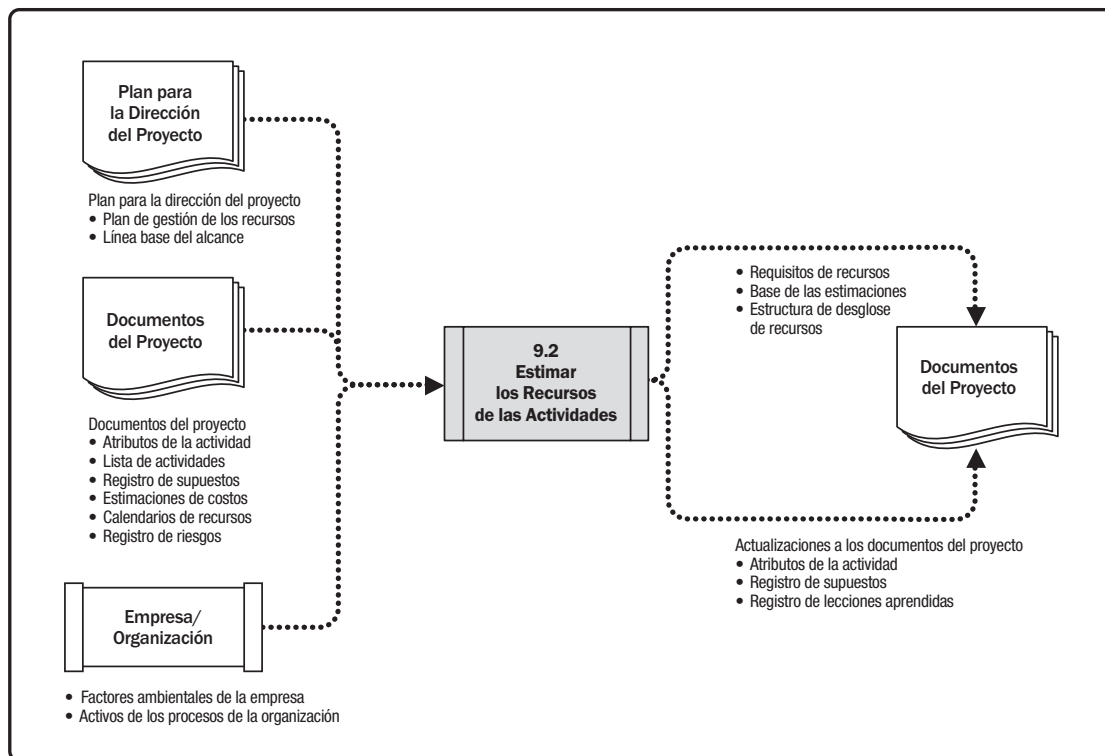 Plan para
la Dirección
del Proyecto
Plan para la dirección del proyecto
• Plan de gestión de los recursos
• Línea base del alcance
Documentos
del Proyecto
Documentos del proyecto
• Atributos de la actividad
• Lista de actividades
• Registro de supuestos
• Estimaciones de costos
• Calendarios de recursos
• Registro de riesgos
Empresa/
Organización
• Factores ambientales de la empresa
• Activos de los procesos de la organización
9.2
Estimar
los Recursos
de las Actividades
• Requisitos de recursos
• Base de las estimaciones
• Estructura de desglose
de recursos
Documentos
del Proyecto
Actualizaciones a los documentos del proyecto
• Atributos de la actividad
• Registro de supuestos
• Registro de lecciones aprendidas